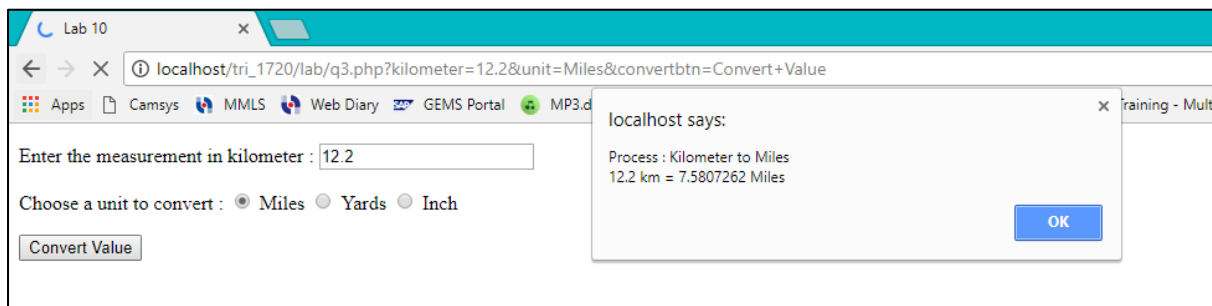 Lab 10
localhost/tri_1720/lab/q3.php?kilometer=12.2&unit=Miles&convertbtn=Convert+Value
Apps Camsys MMLS Web Diary GEMS Portal MP3.d raining - Mult
localhost says:
Process : Kilometer to Miles
12.2 km = 7.5807262 Miles
OK
Enter the measurement in kilometer : 12.2
Choose a unit to convert : Miles Yards Inch
Convert Value